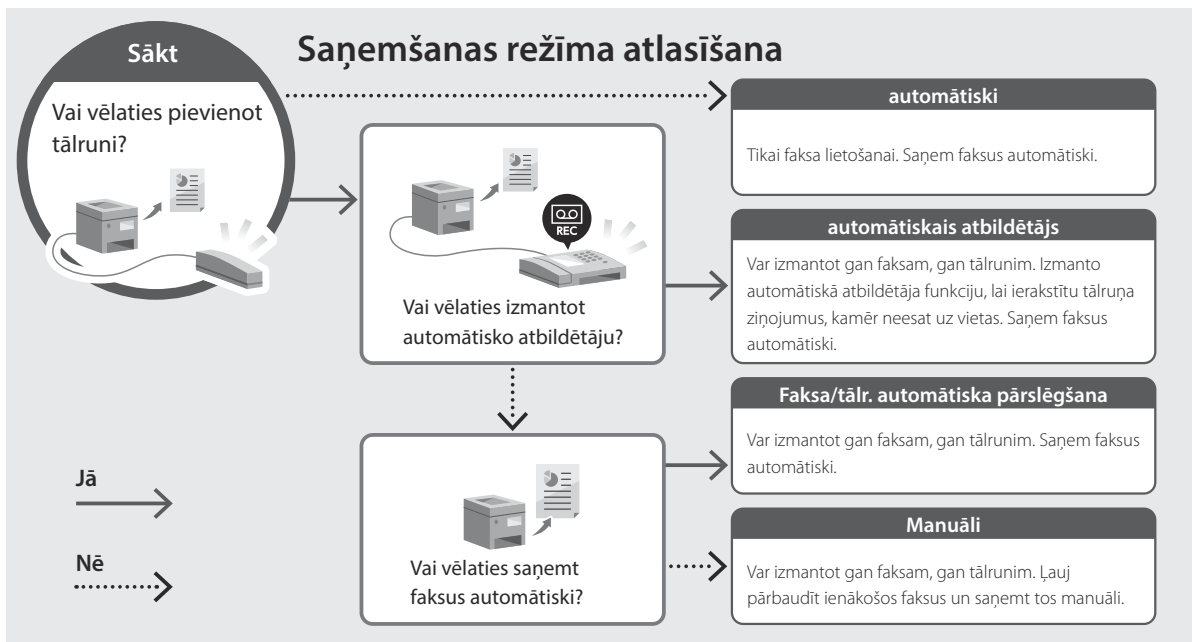 Saņemšanas režīma atlasīšana
Sākt
Vai vēlaties pievienot
tālruni?
automātiski
Tikai faksa lietošanai. Saņem faksus automātiski.
REC
Vai vēlaties izmantot
automātisko atbildētāju?
automātiskais atbildētājs
Var izmantot gan faksam, gan tālrunim. Izmanto
automātiskā atbildētāja funkciju, lai ierakstītu tālruņa
ziņojumus, kamēr neesat uz vietas. Saņem faksus
automātiski.
Faksa/tālr. automātiska pārslēgšana
Var izmantot gan faksam, gan tālrunim. Saņem faksus
automātiski.
Vai vēlaties saņemt
faksus automātiski?
Manuāli
Var izmantot gan faksam, gan tālrunim. Ļauj
pārbaudīt ienākošos faksus un saņemt tos manuāli.
Jā
Nē